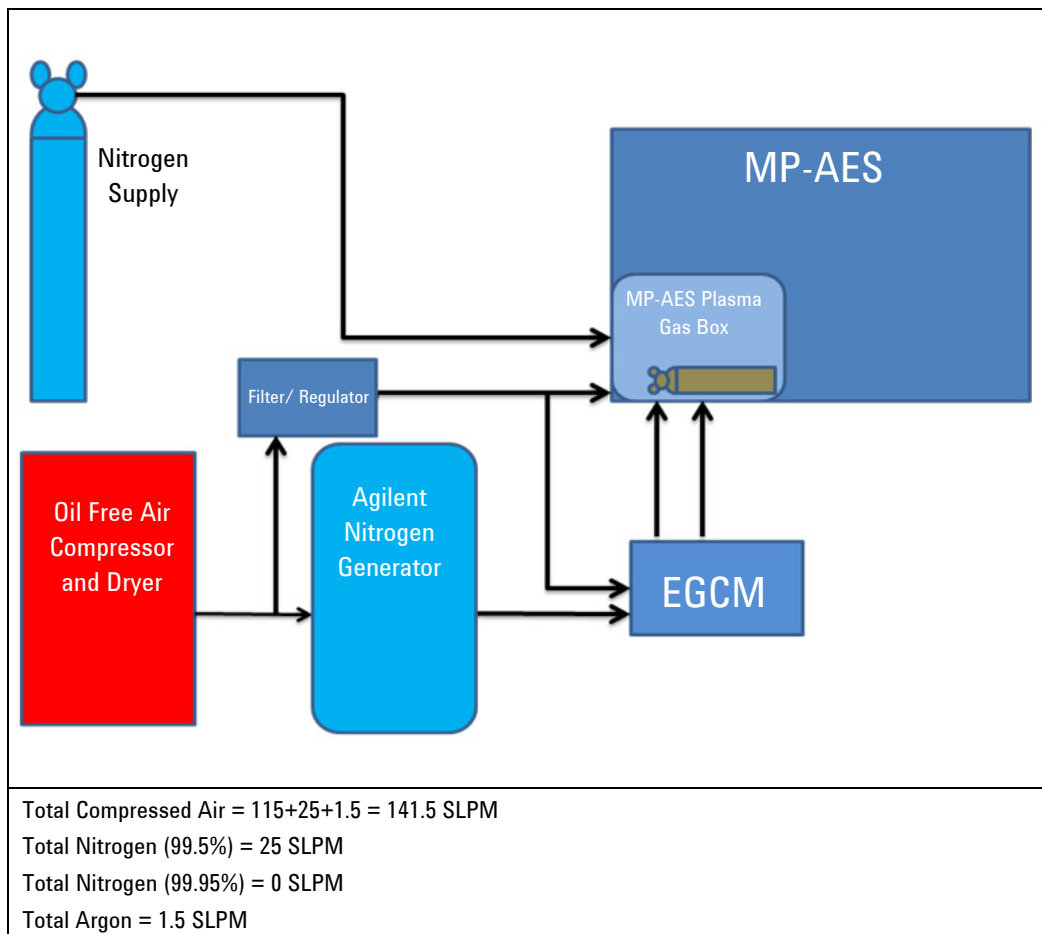 Nitrogen
Supply
MP-AES
MP-AES Plasma
Gas Box
Filter/ Regulator
Oil Free Air
Compressor
and Dryer
Agilent
Nitrogen
Generator
EGCM
Total Compressed Air = 115+25+1.5 = 141.5 SLPM
Total Nitrogen (99.5%) = 25 SLPM
Total Nitrogen (99.95%) = 0 SLPM
Total Argon = 1.5 SLPM